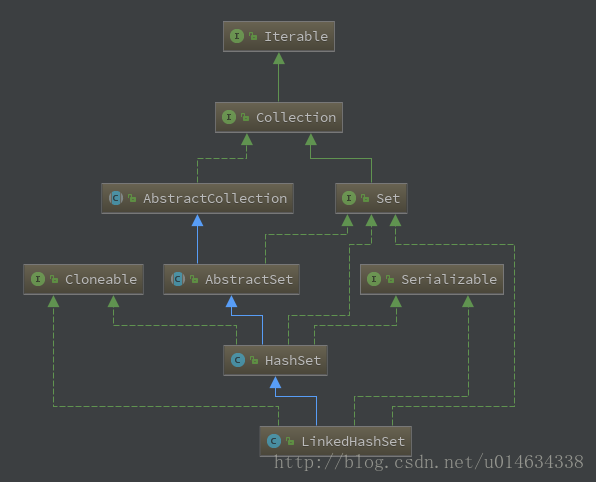 Iterable
Collection
AbstractCollection
Set
Cloneable
AbstractSet
Serializable
HashSet
LinkedHashSet
http://blog.csdn.net/u014634338